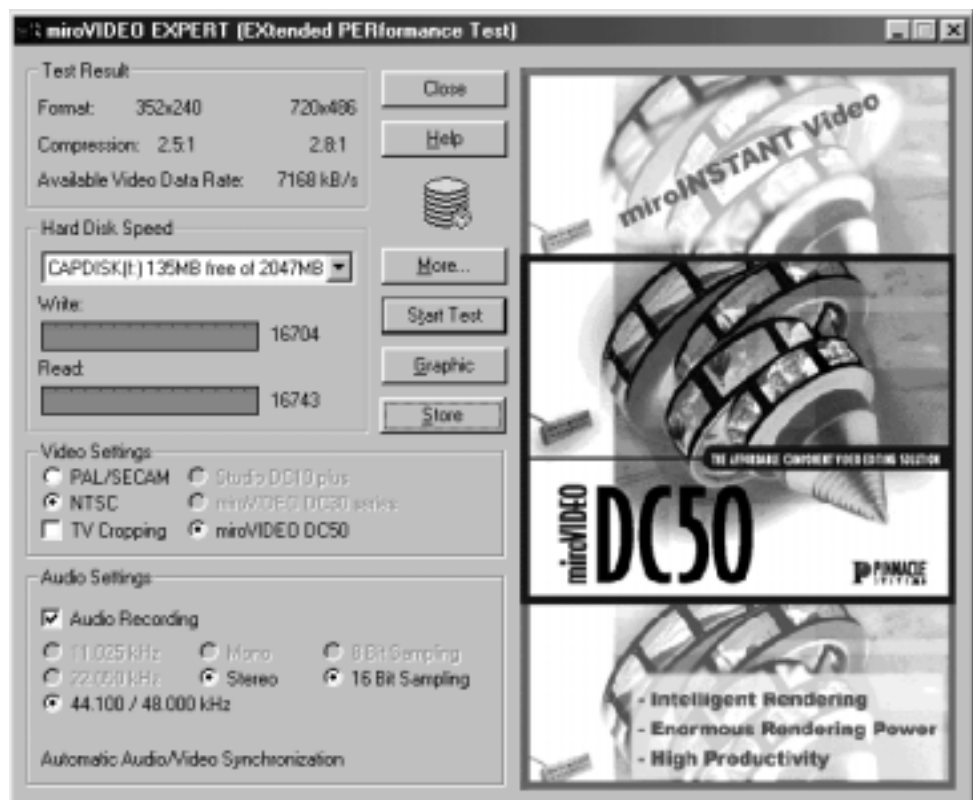 miroVIDEO EXPERT (EXtended PERformance Test)
Test Result
Format: 352x240 720x486
Compression: 2.5:1 2.8:1
Available Video Data Rate: 7168 kB/s
Close
Help
Hard Disk Speed
CAPDISK(f:) 135MB free of 2047MB
Write:
16704
Read:
16743
More...
Start Test
Graphic
Store
Video Settings
PAL/SECAM Studio DC10 plus
NTSC miroVIDEO DC30 series
TV Cropping miroVIDEO DC50
Audio Settings
Audio Recording
11.025 kHz Mono 8 Bit Sampling
22.050 kHz Stereo 16 Bit Sampling
44.100 / 48.000 kHz
Automatic Audio/Video Synchronization
miroINSTANT Video
THE AFFORDABLE COMPONENT VIDEO EDITING SOLUTION
miroVIDEO
DC50
PINNACLE
SYSTEMS
- Intelligent Rendering
- Enormous Rendering Power
- High Productivity